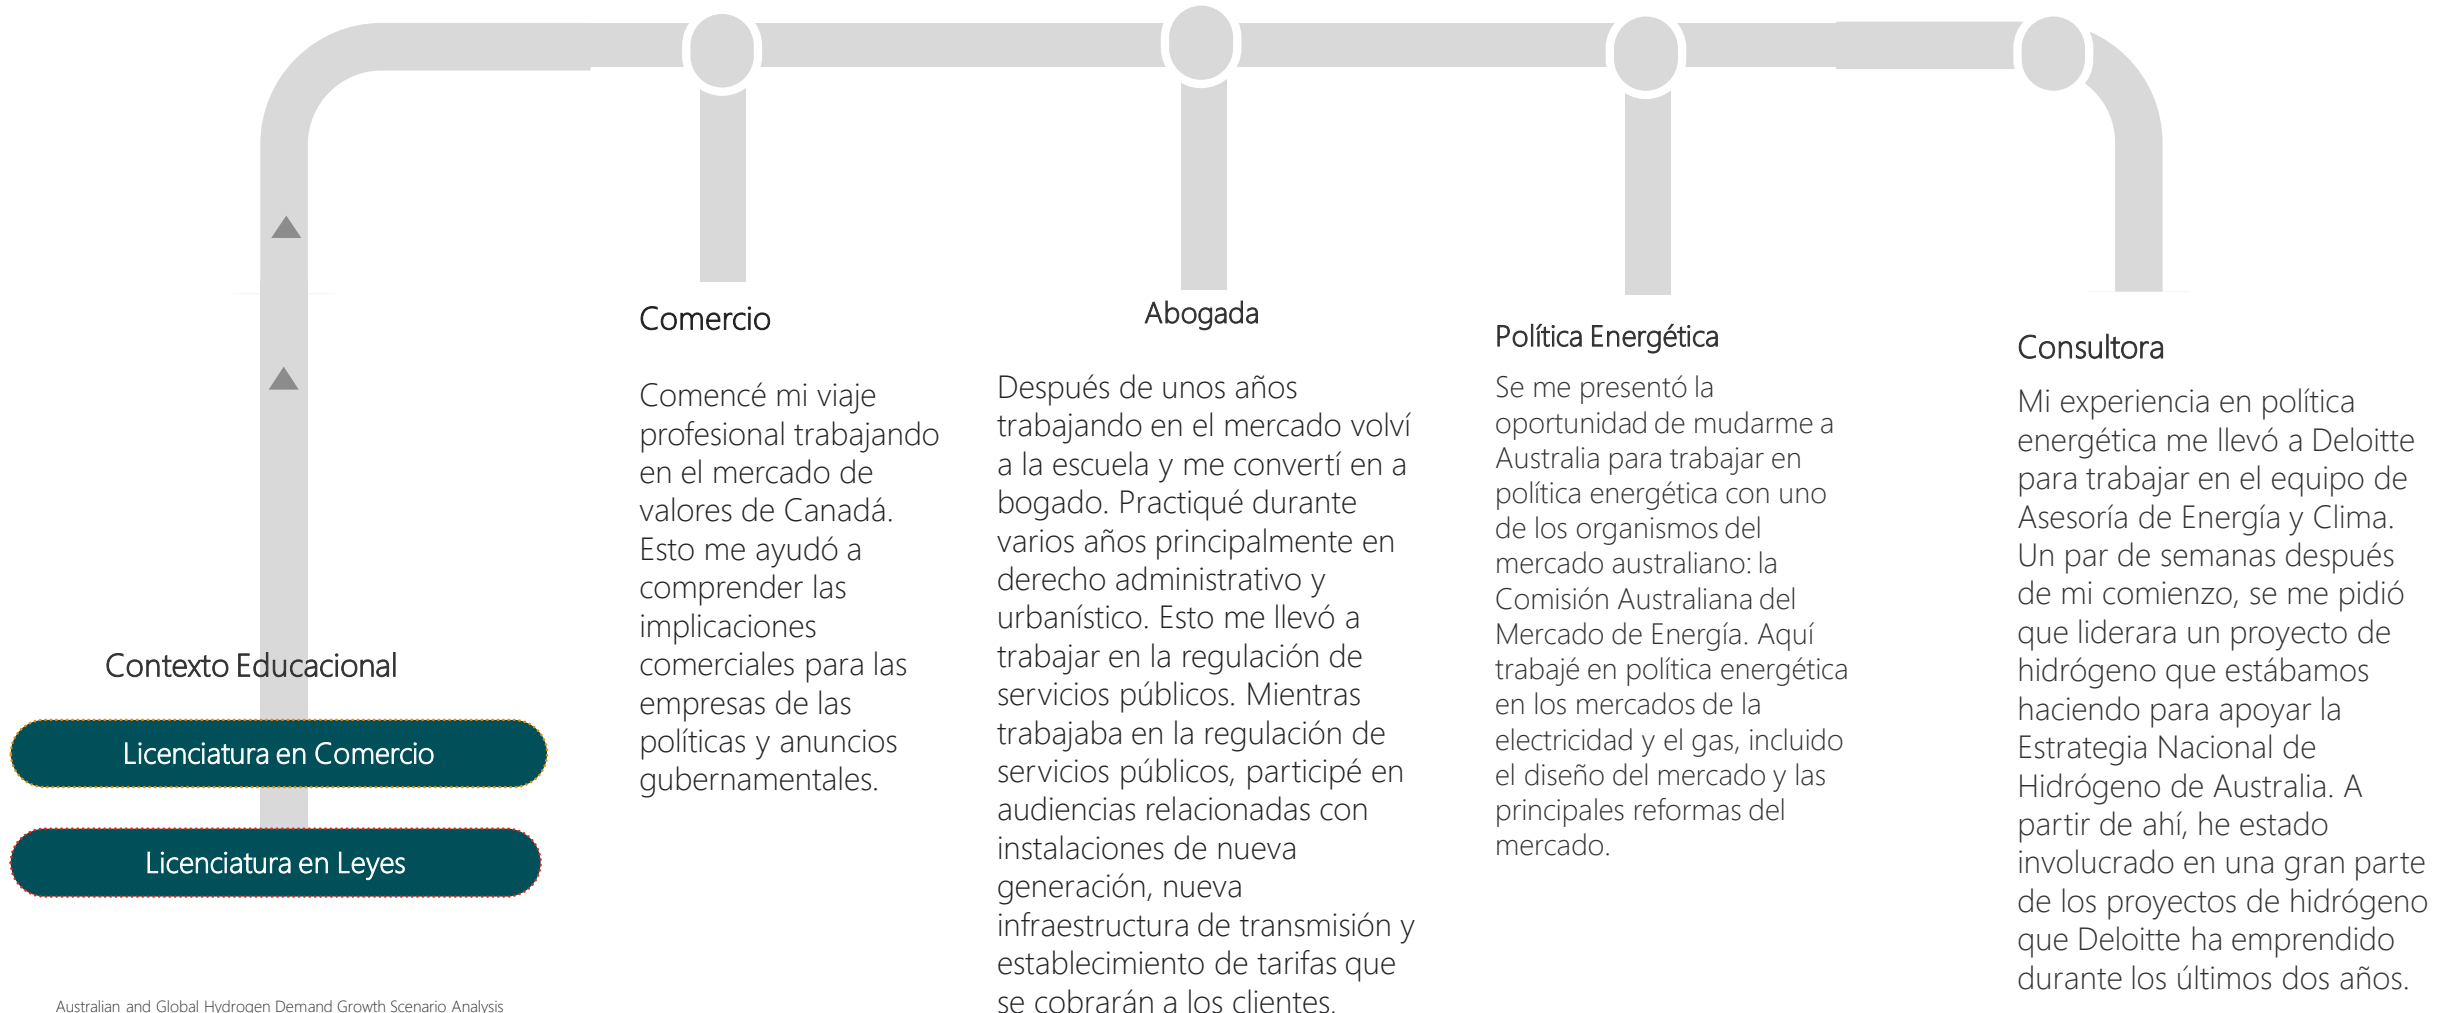 Contexto Educacional
Licenciatura en Comercio
Licenciatura en Leyes
Comercio
Comencé mi viaje
profesional trabajando
en el mercado de
valores de Canadá.
Esto me ayudó a
comprender las
implicaciones
comerciales para las
empresas de las
políticas y anuncios
gubernamentales.
Abogada
Después de unos años
trabajando en el mercado volví
a la escuela y me convertí en a
bogado. Practiqué durante
varios años principalmente en
derecho administrativo y
urbanístico. Esto me llevó a
trabajar en la regulación de
servicios públicos. Mientras
trabajaba en la regulación de
servicios públicos, participé en
audiencias relacionadas con
instalaciones de nueva
generación, nueva
infraestructura de transmisión y
establecimiento de tarifas que
se cobrarán a los clientes.
Política Energética
Se me presentó la
oportunidad de mudarme a
Australia para trabajar en
política energética con uno
de los organismos del
mercado australiano: la
Comisión Australiana del
Mercado de Energía. Aquí
trabajé en política energética
en los mercados de la
electricidad y el gas, incluido
el diseño del mercado y las
principales reformas del
mercado.
Consultora
Mi experiencia en política
energética me llevó a Deloitte
para trabajar en el equipo de
Asesoría de Energía y Clima.
Un par de semanas después
de mi comienzo, se me pidió
que liderara un proyecto de
hidrógeno que estábamos
haciendo para apoyar la
Estrategia Nacional de
Hidrógeno de Australia. A
partir de ahí, he estado
involucrado en una gran parte
de los proyectos de hidrógeno
que Deloitte ha emprendido
durante los últimos dos años.
Australian and Global Hydrogen Demand Growth Scenario Analysis